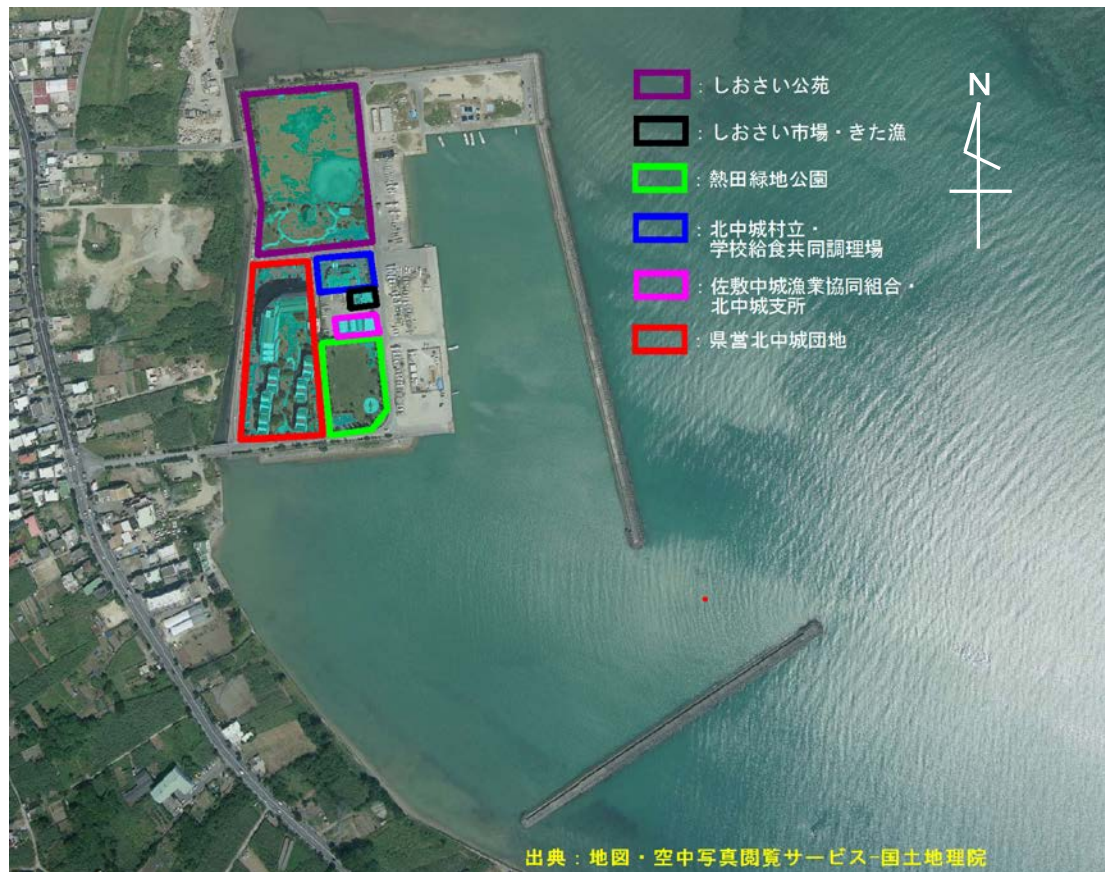 N
：しおさい公苑
：しおさい市場・きた漁
：熱田緑地公園
：北中城村立・
学校給食共同調理場
：佐敷中城漁業協同組合・
北中城支所
：県営北中城団地
出典：地図・空中写真閲覧サービス-国土地理院